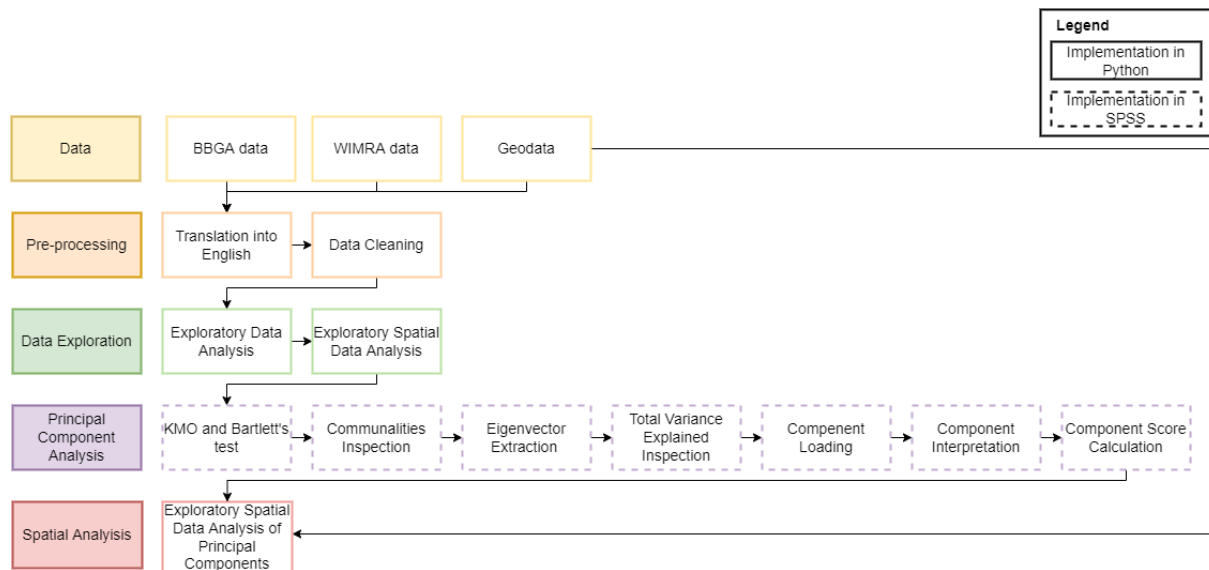 Legend
Implementation in
Python
Implementation in
SPSS
Data
BBGA data
WIMRA data
Geodata
Pre-processing
Translation into
English
Data Cleaning
Data Exploration
Exploratory Data
Analysis
Exploratory Spatial
Data Analysis
Principal
Component
Analysis
KMO and Bartlett's
test
Communalities
Inspection
Eigenvector
Extraction
Total Variance
Explained
Inspection
Compenent
Loading
Component
Interpretation
Component Score
Calculation
Spatial Analyisis
Exploratory Spatial
Data Analysis of
Principal
Components